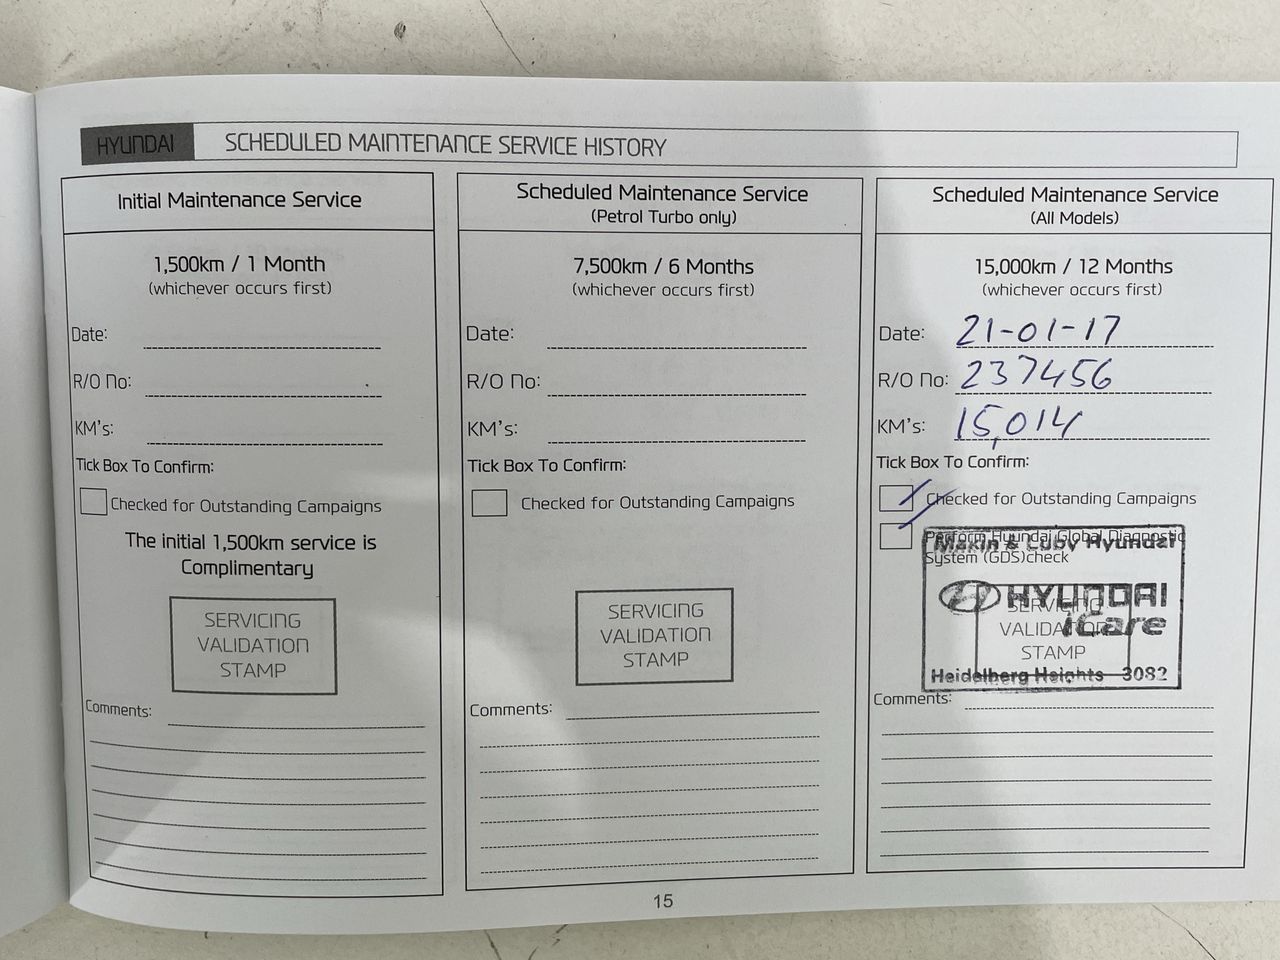 HYUNDAI SCHEDULED MAINTENANCE SERVICE HISTORY
Initial Maintenance Service
1,500km / 1 Month
(whichever occurs first)
Date:
R/O No:
KM's:
Tick Box To Confirm:
Checked for Outstanding Campaigns
The initial 1,500km service is
Complimentary
SERVICING
VALIDATION
STAMP
Comments:
Scheduled Maintenance Service
(Petrol Turbo only)
7,500km / 6 Months
(whichever occurs first)
Date:
R/O No:
KM's:
Tick Box To Confirm:
Checked for Outstanding Campaigns
SERVICING
VALIDATION
STAMP
Comments:
Scheduled Maintenance Service
(All Models)
15,000km / 12 Months
(whichever occurs first)
Date: 21-01-17
R/O No: 237456
KM's: 15,014
Tick Box To Confirm:
Checked for Outstanding Campaigns
Perform Hyundai Global Diagnostic
System (GDS)check
Makin & Luby Hyundai
HYUNDAI
iCare
Heidelberg Heights 3082
SERVICING
VALIDATION
STAMP
Comments:
15